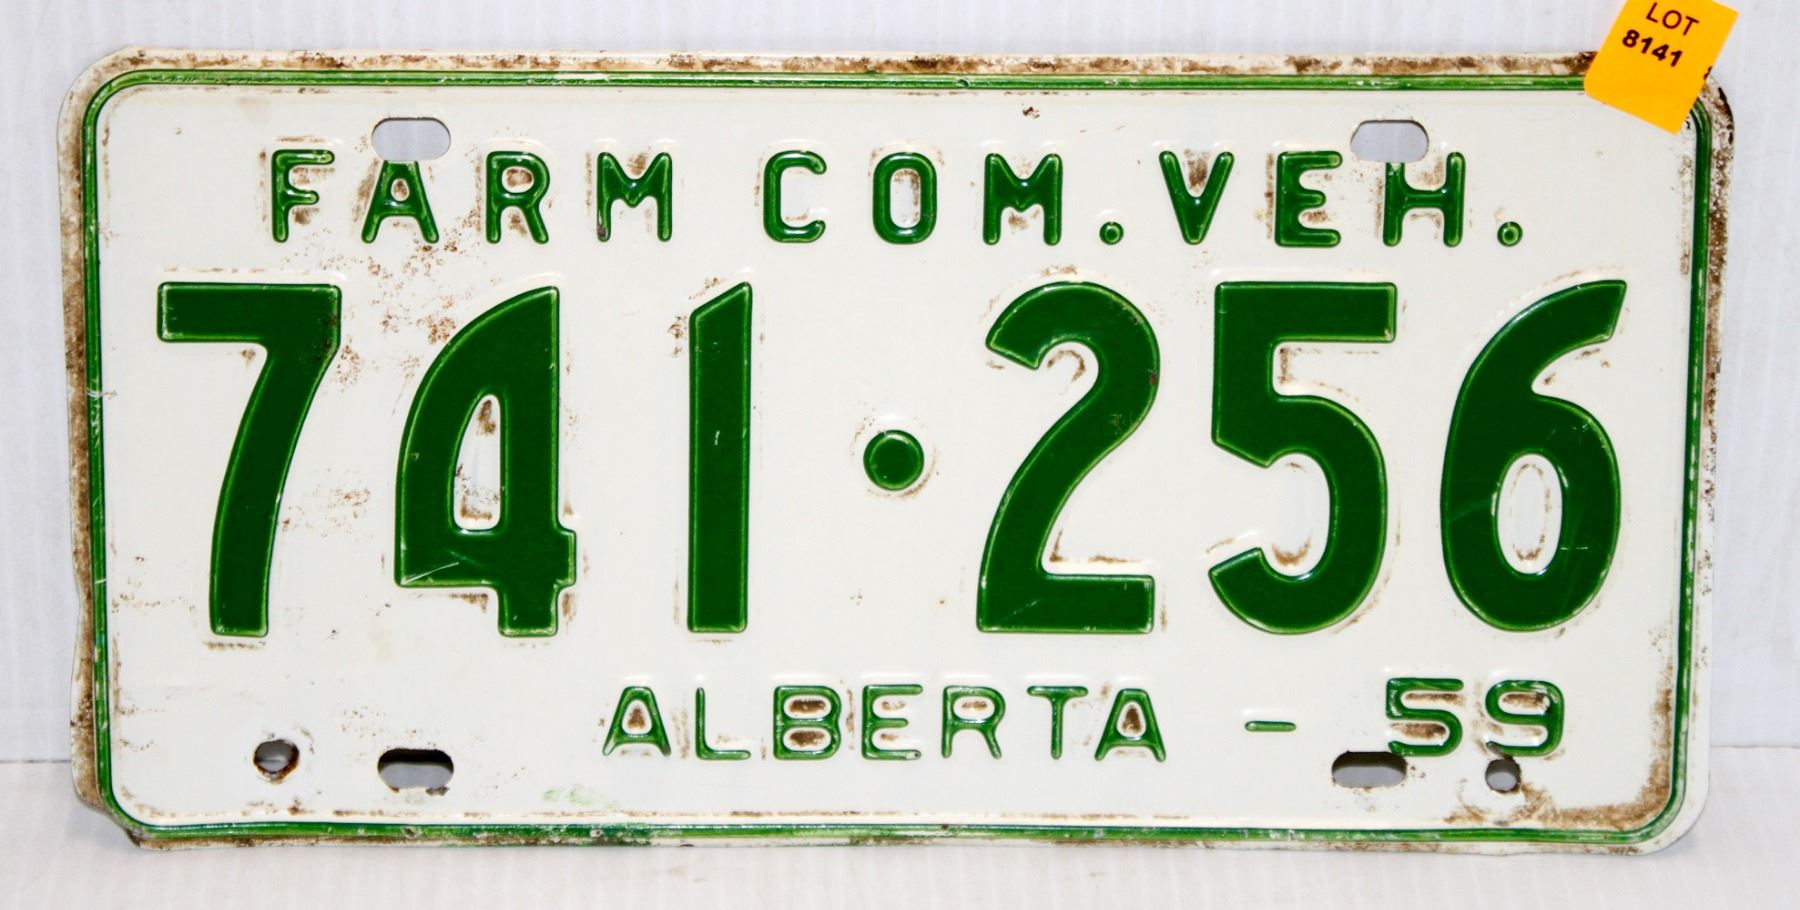 LOT
8141
FARM COM. VEH.
741·256
ALBERTA - 59